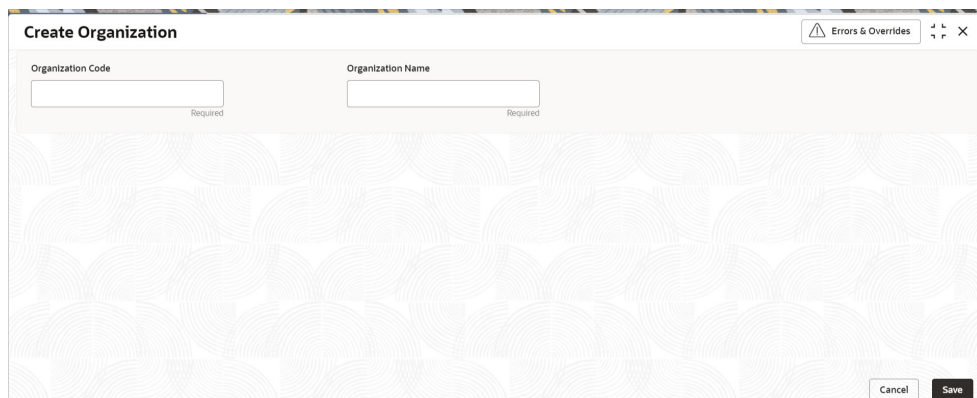 Create Organization
Errors & Overrides
Organization Code
Organization Name
Required
Required
Cancel
Save